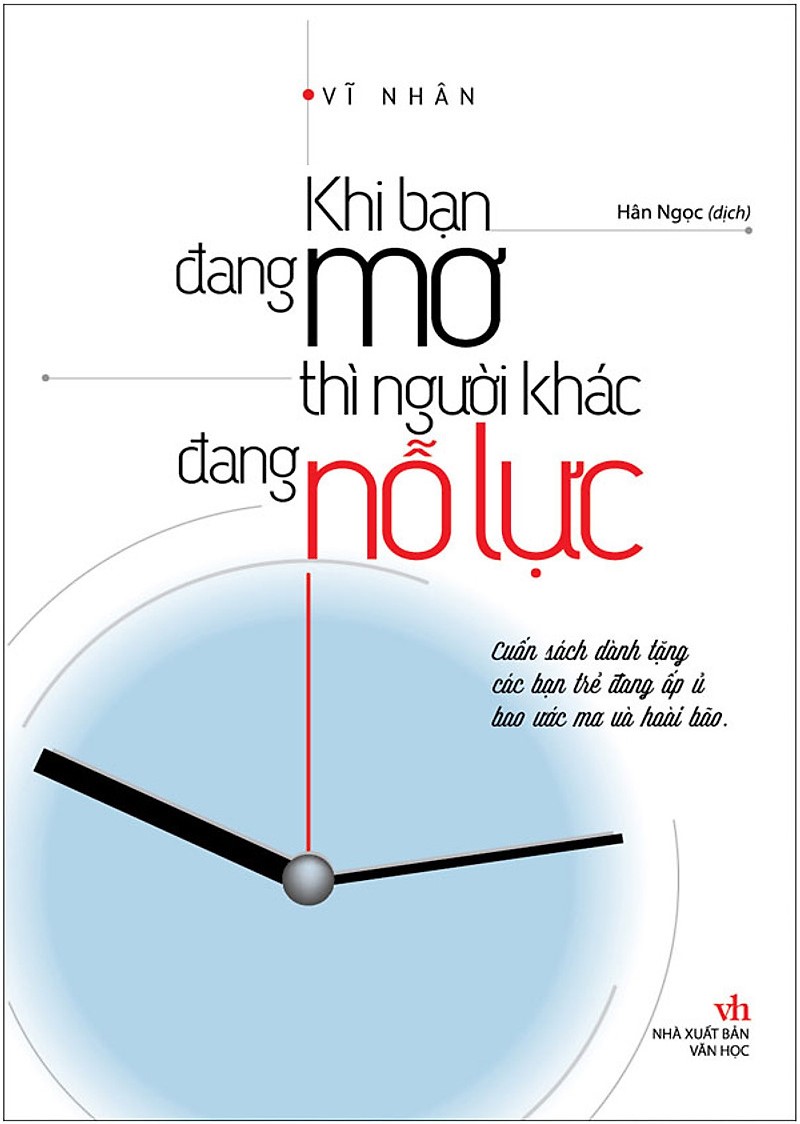 VĨ NHÂN
Khi bạn
Hân Ngọc (dịch)
đang mơ
thì người khác
đang nỗ lực
Cuốn sách dành tặng
các bạn trẻ đang ấp ủ
bao ước mơ và hoài bão.
vh
NHÀ XUẤT BẢN
VĂN HỌC